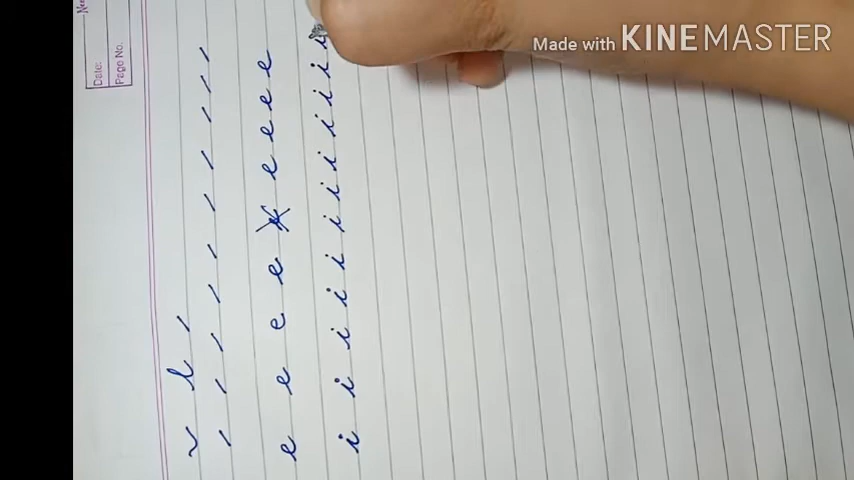 Date:
Page No.
l /
/ / / / / / / / / /
e e e e e e e e
i i i i i i i i i i i i
Made with KINEMASTER